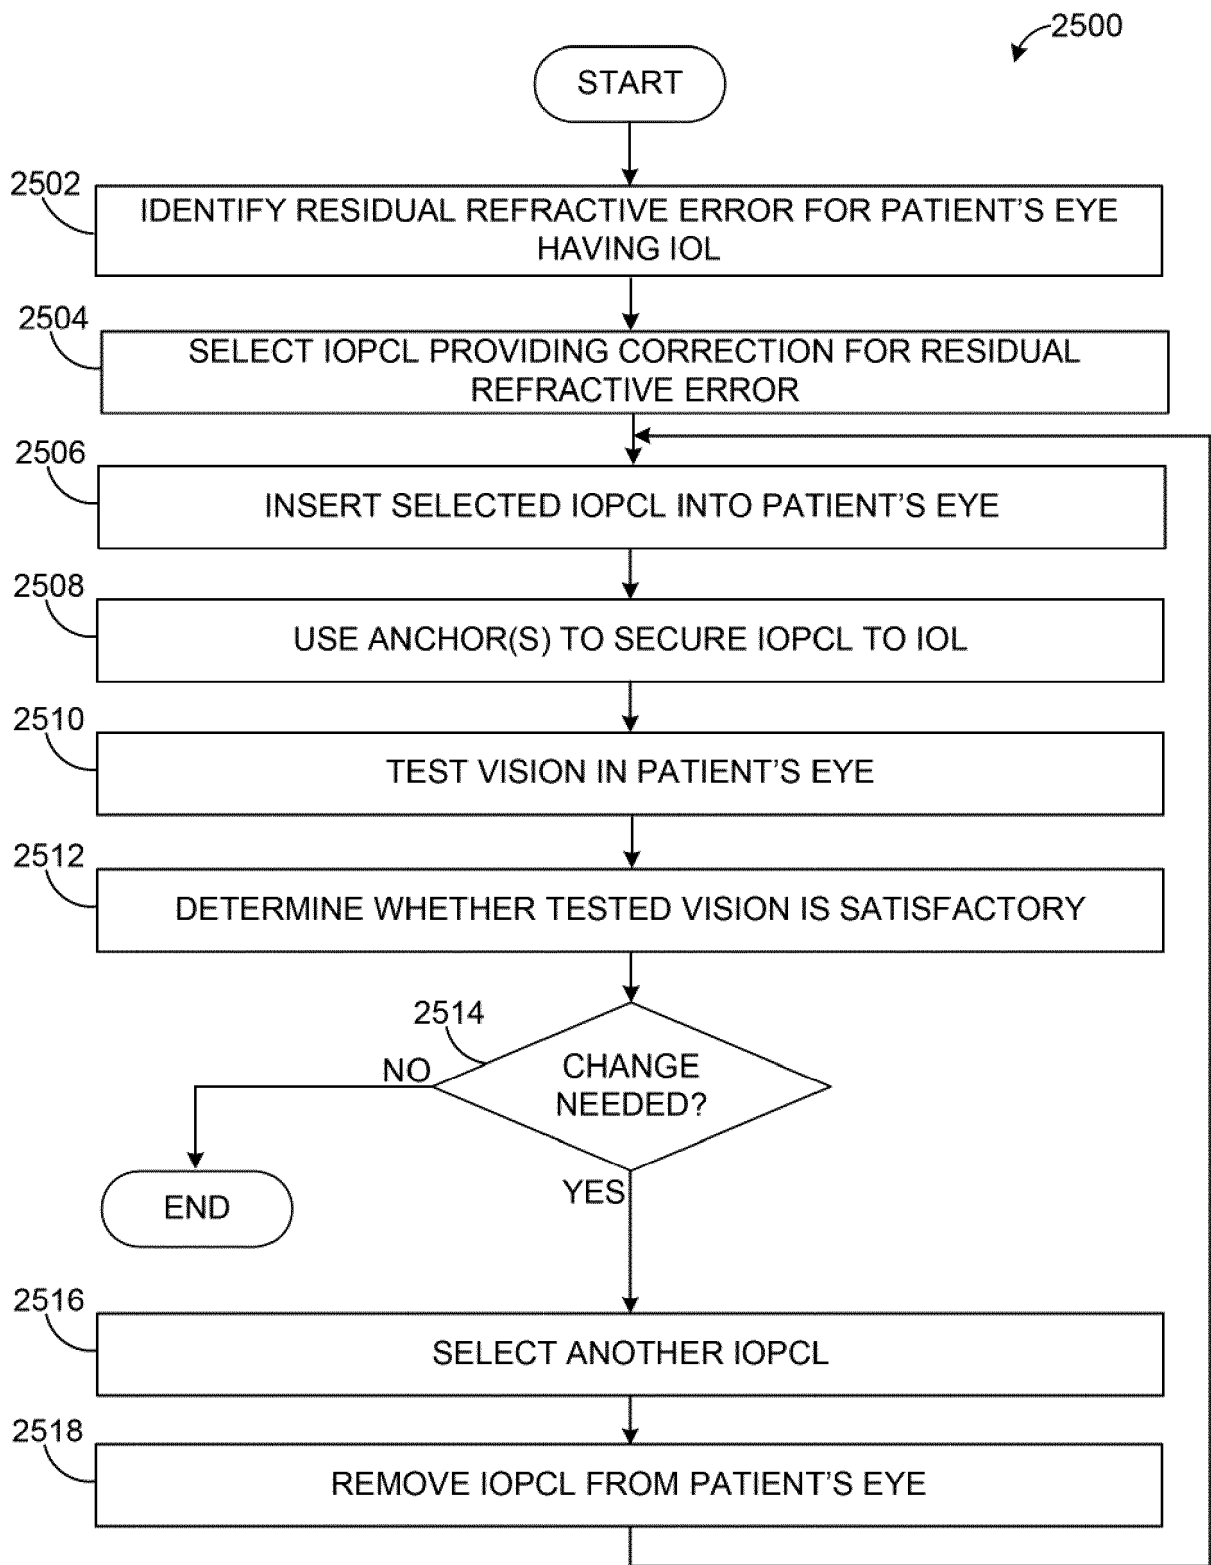 2500
START
2502
IDENTIFY RESIDUAL REFRACTIVE ERROR FOR PATIENT'S EYE
HAVING IOL
2504
SELECT IOPCL PROVIDING CORRECTION FOR RESIDUAL
REFRACTIVE ERROR
2506
INSERT SELECTED IOPCL INTO PATIENT'S EYE
2508
USE ANCHOR(S) TO SECURE IOPCL TO IOL
2510
TEST VISION IN PATIENT'S EYE
2512
DETERMINE WHETHER TESTED VISION IS SATISFACTORY
2514
CHANGE
NEEDED?
NO
END
YES
2516
SELECT ANOTHER IOPCL
2518
REMOVE IOPCL FROM PATIENT'S EYE